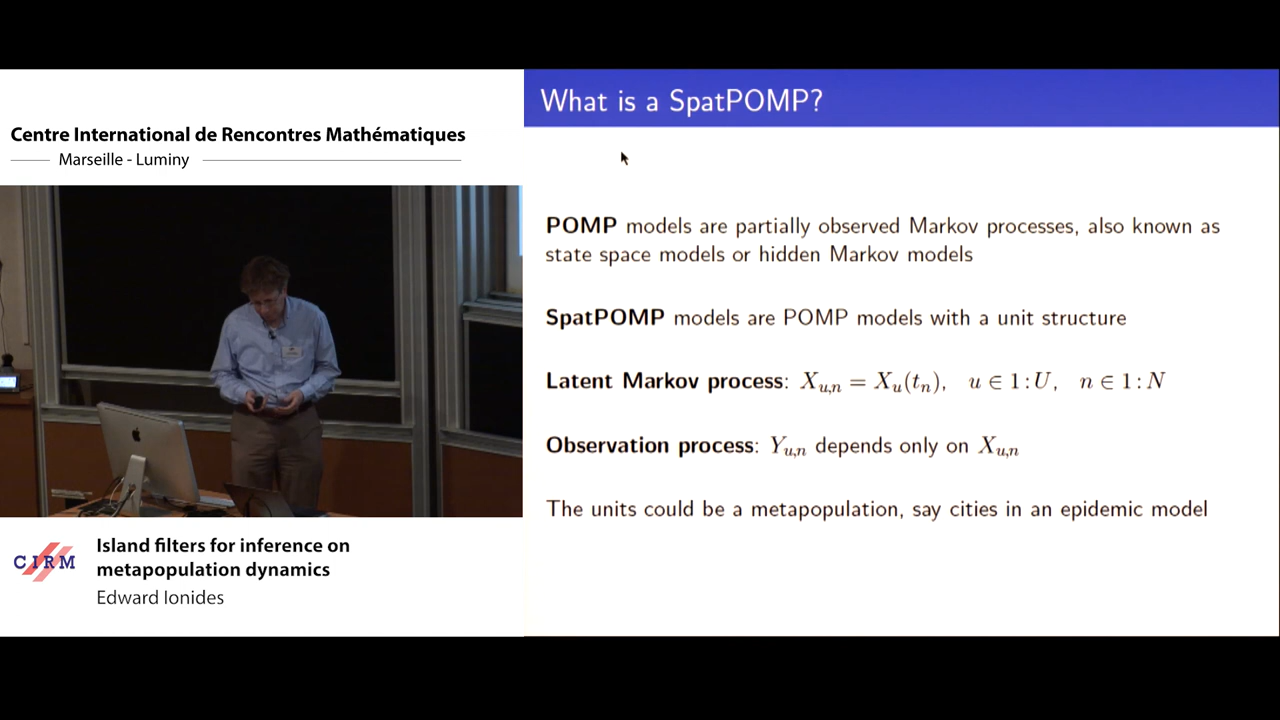 Centre International de Rencontres Mathématiques
Marseille - Luminy
CIRM
Island filters for inference on
metapopulation dynamics
Edward Ionides
What is a SpatPOMP?
POMP models are partially observed Markov processes, also known as
state space models or hidden Markov models
SpatPOMP models are POMP models with a unit structure
Latent Markov process: X_{u,n} = X_u(t_n), u ∈ 1:U, n ∈ 1:N
Observation process: Y_{u,n} depends only on X_{u,n}
The units could be a metapopulation, say cities in an epidemic model